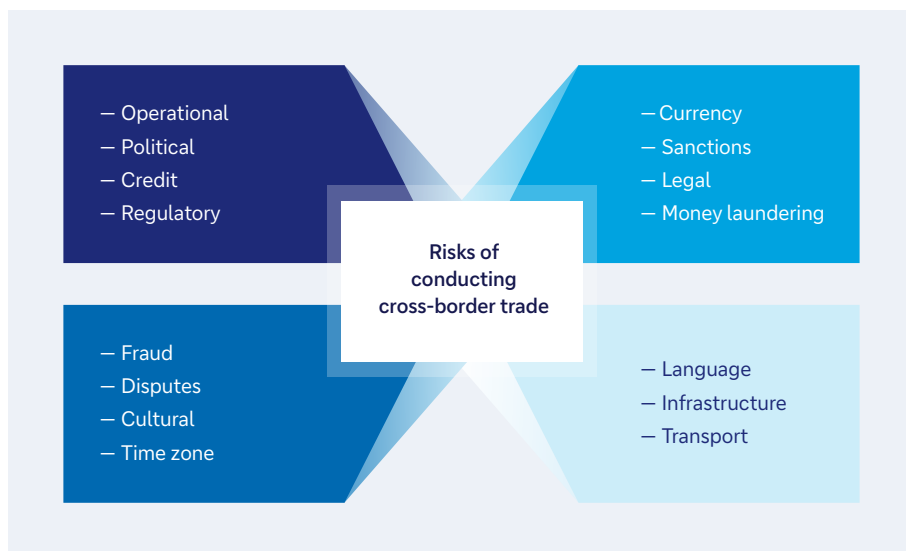 — Operational
— Political
— Credit
— Regulatory
— Currency
— Sanctions
— Legal
— Money laundering
Risks of
conducting
cross-border trade
— Fraud
— Disputes
— Cultural
— Time zone
— Language
— Infrastructure
— Transport